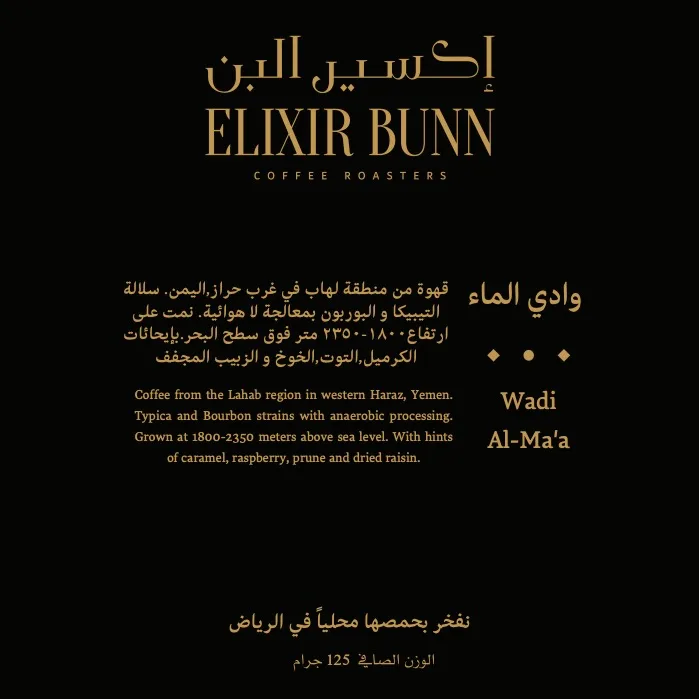 إكسير البن
ELIXIR BUNN
COFFEE ROASTERS
وادي الماء
Wadi
Al-Ma'a
قهوة من منطقة لهاب في غرب حراز,اليمن. سلالة
التيبيكا و البوربون بمعالجة لا هوائية. نمت على
ارتفاع١٨٠٠-٢٣٥٠ متر فوق سطح البحر.بإيحائات
الكرميل,التوت,الخوخ و الزبيب المجفف
Coffee from the Lahab region in western Haraz, Yemen.
Typica and Bourbon strains with anaerobic processing.
Grown at 1800-2350 meters above sea level. With hints
of caramel, raspberry, prune and dried raisin.
نفخر بحمصها محلياً في الرياض
الوزن الصافي 125 جرام